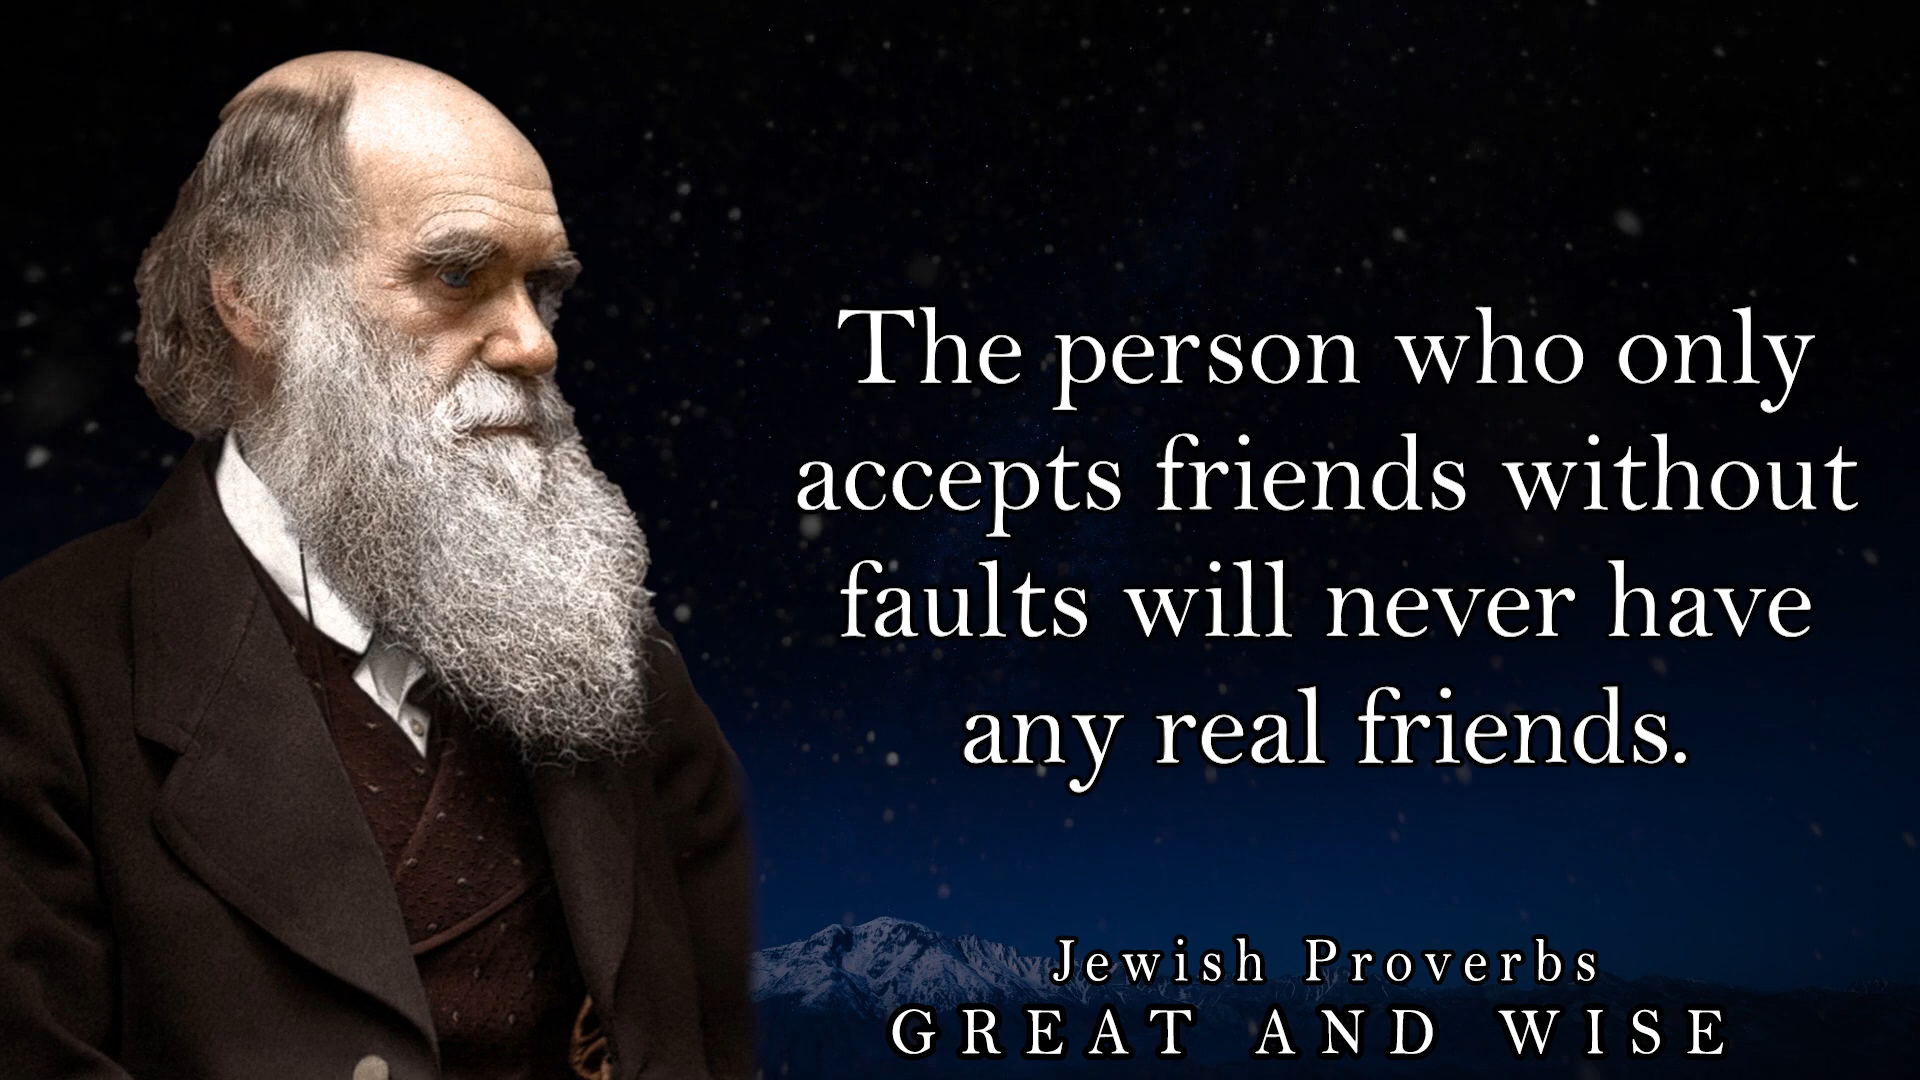 The person who only
accepts friends without
faults will never have
any real friends.
Jewish Proverbs
GREAT AND WISE